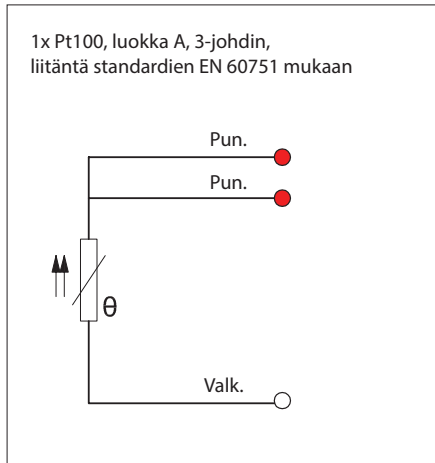 1x Pt100, luokka A, 3-johdin,
liitäntä standardien EN 60751 mukaan
Pun.
Pun.
θ
Valk.